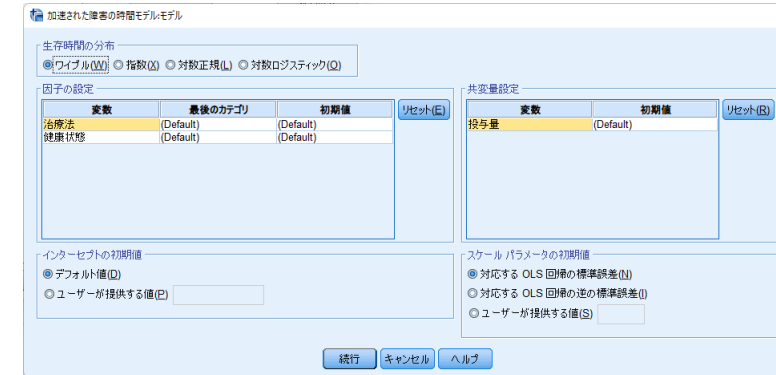 加速された障害の時間モデル:モデル
生存時間の分布
ワイブル(W) 指数(X) 対数正規(L) 対数ロジスティック(O)
因子の設定
変数 最後のカテゴリ 初期値
治療法 (Default) (Default)
健康状態 (Default) (Default)
リセット(E)
共変量設定
変数 初期値
投与量 (Default)
リセット(R)
インターセプトの初期値
デフォルト値(D)
ユーザーが提供する値(P)
スケール パラメータの初期値
対応する OLS 回帰の標準誤差(N)
対応する OLS 回帰の逆の標準誤差(I)
ユーザーが提供する値(S)
続行 キャンセル ヘルプ